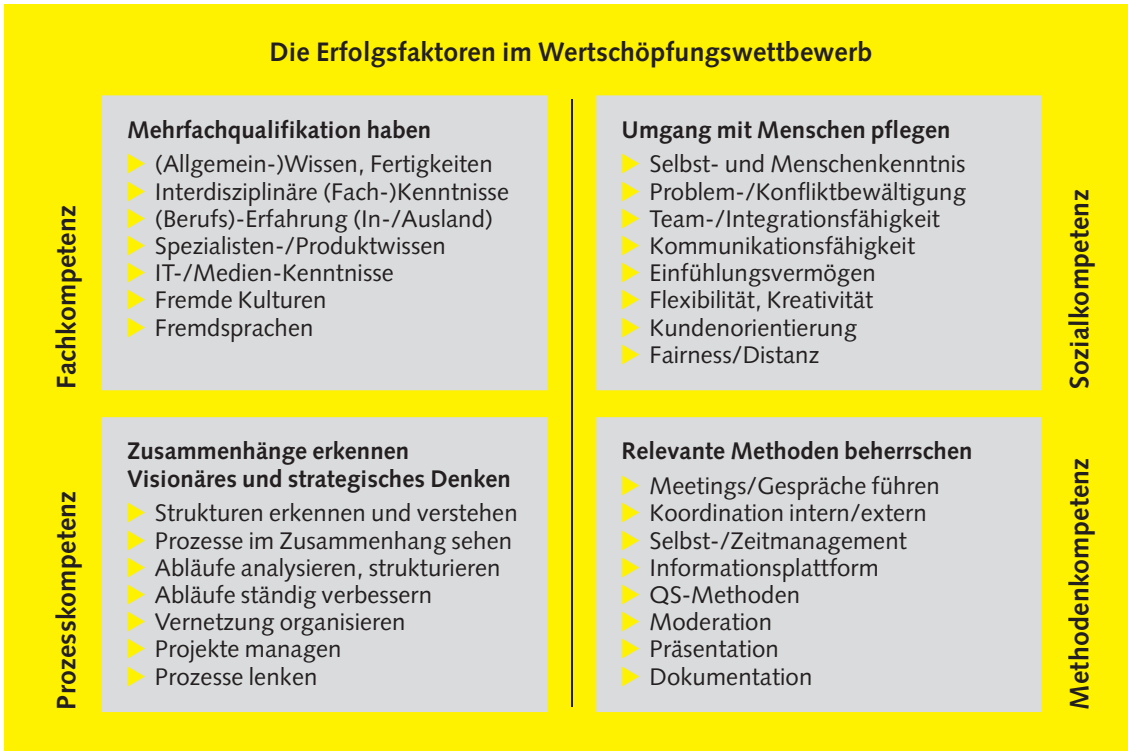 Die Erfolgsfaktoren im Wertschöpfungswettbewerb
Fachkompetenz
Mehrfachqualifikation haben
(Allgemein-)Wissen, Fertigkeiten
Interdisziplinäre (Fach-)Kenntnisse
(Berufs)-Erfahrung (In-/Ausland)
Spezialisten-/Produktwissen
IT-/Medien-Kenntnisse
Fremde Kulturen
Fremdsprachen
Umgang mit Menschen pflegen
Selbst- und Menschenkenntnis
Problem-/Konfliktbewältigung
Team-/Integrationsfähigkeit
Kommunikationsfähigkeit
Einfühlungsvermögen
Flexibilität, Kreativität
Kundenorientierung
Fairness/Distanz
Sozialkompetenz
Prozesskompetenz
Zusammenhänge erkennen
Visionäres und strategisches Denken
Strukturen erkennen und verstehen
Prozesse im Zusammenhang sehen
Abläufe analysieren, strukturieren
Abläufe ständig verbessern
Vernetzung organisieren
Projekte managen
Prozesse lenken
Relevante Methoden beherrschen
Meetings/Gespräche führen
Koordination intern/extern
Selbst-/Zeitmanagement
Informationsplattform
QS-Methoden
Moderation
Präsentation
Dokumentation
Methodenkompetenz